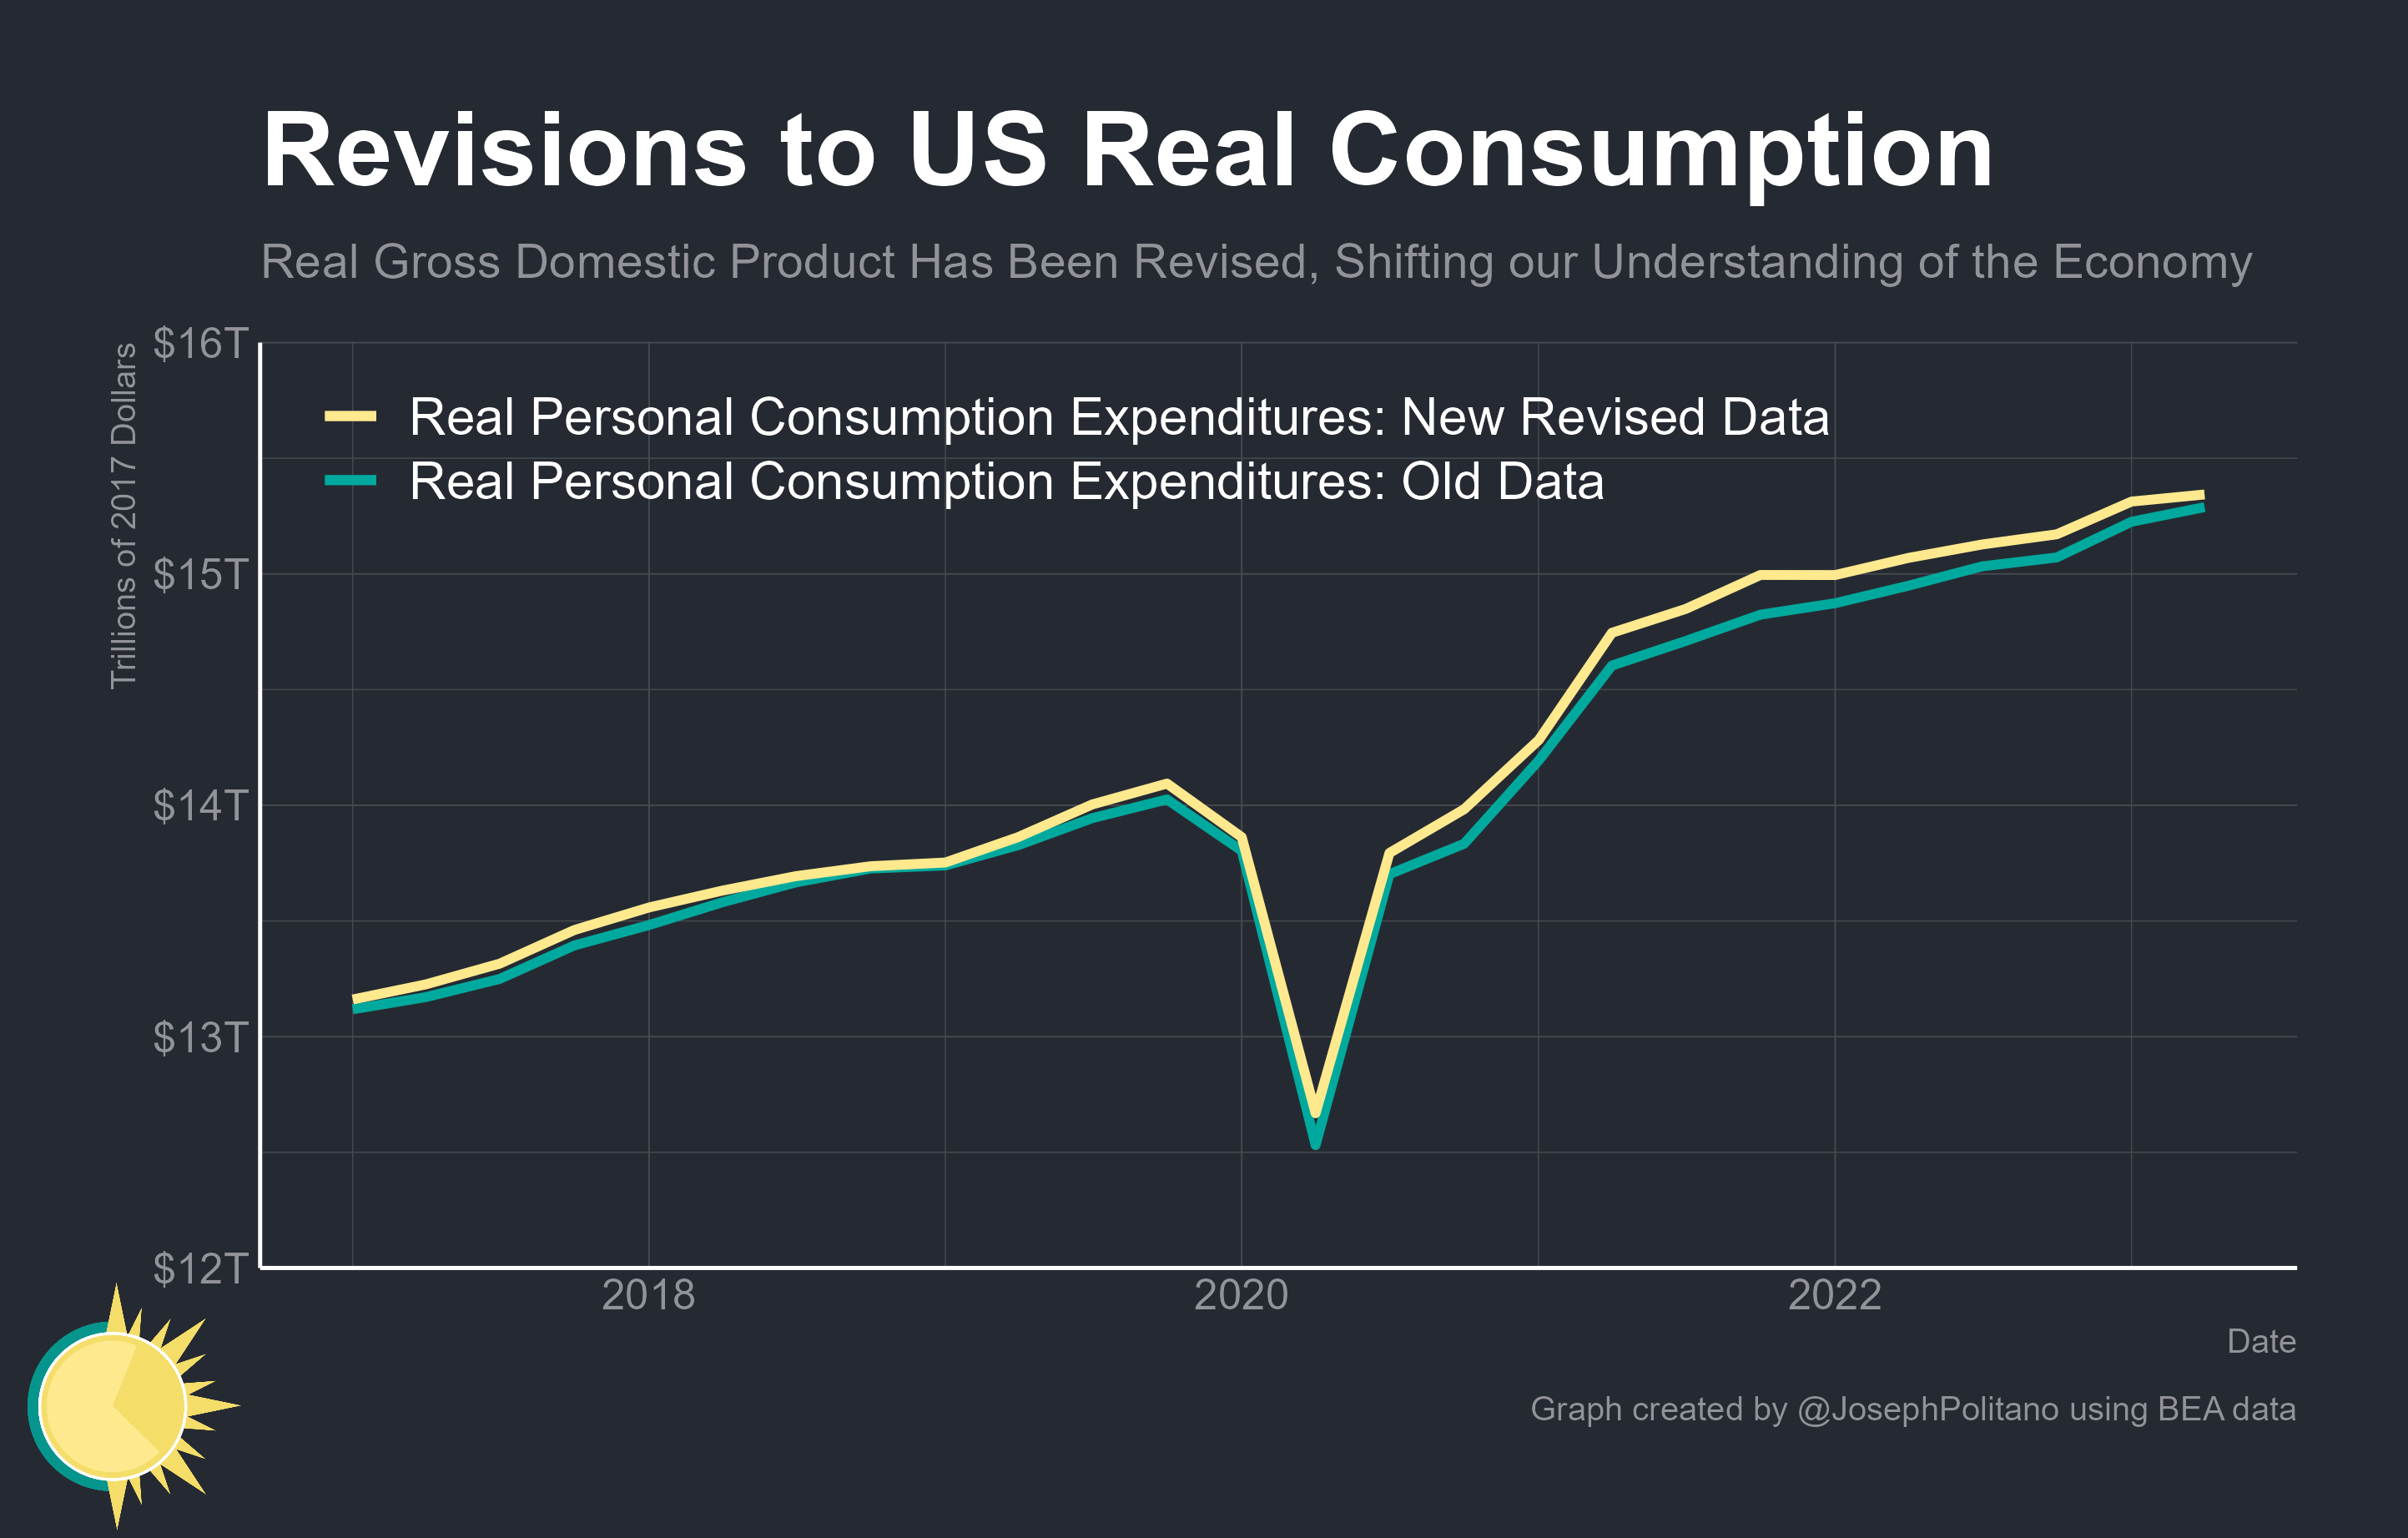 Revisions to US Real Consumption
Real Gross Domestic Product Has Been Revised, Shifting our Understanding of the Economy
Trillions of 2017 Dollars
$16T
$15T
$14T
$13T
$12T
Real Personal Consumption Expenditures: New Revised Data
Real Personal Consumption Expenditures: Old Data
2018 2020 2022
Date
Graph created by @JosephPolitano using BEA data